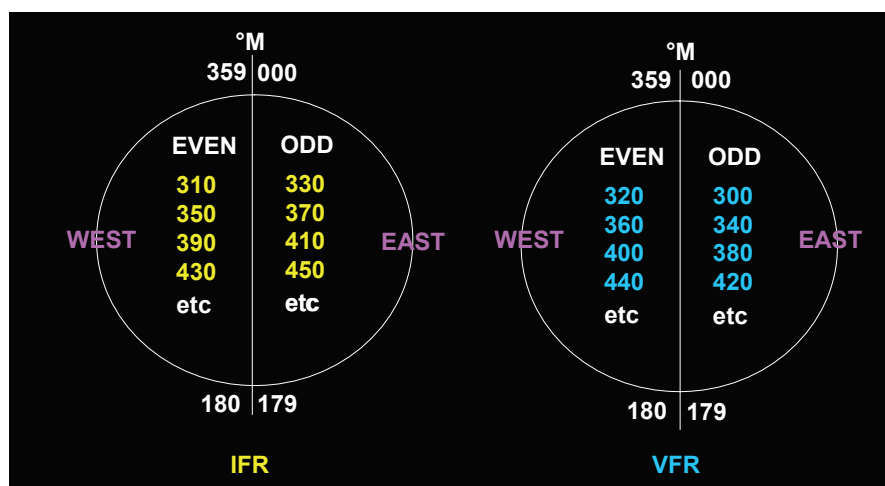 °M
359 000
EVEN ODD
310 330
350 370
WEST 390 410 EAST
430 450
etc etc
180 179
IFR
°M
359 000
EVEN ODD
320 300
360 340
WEST 400 380 EAST
440 420
etc etc
180 179
VFR